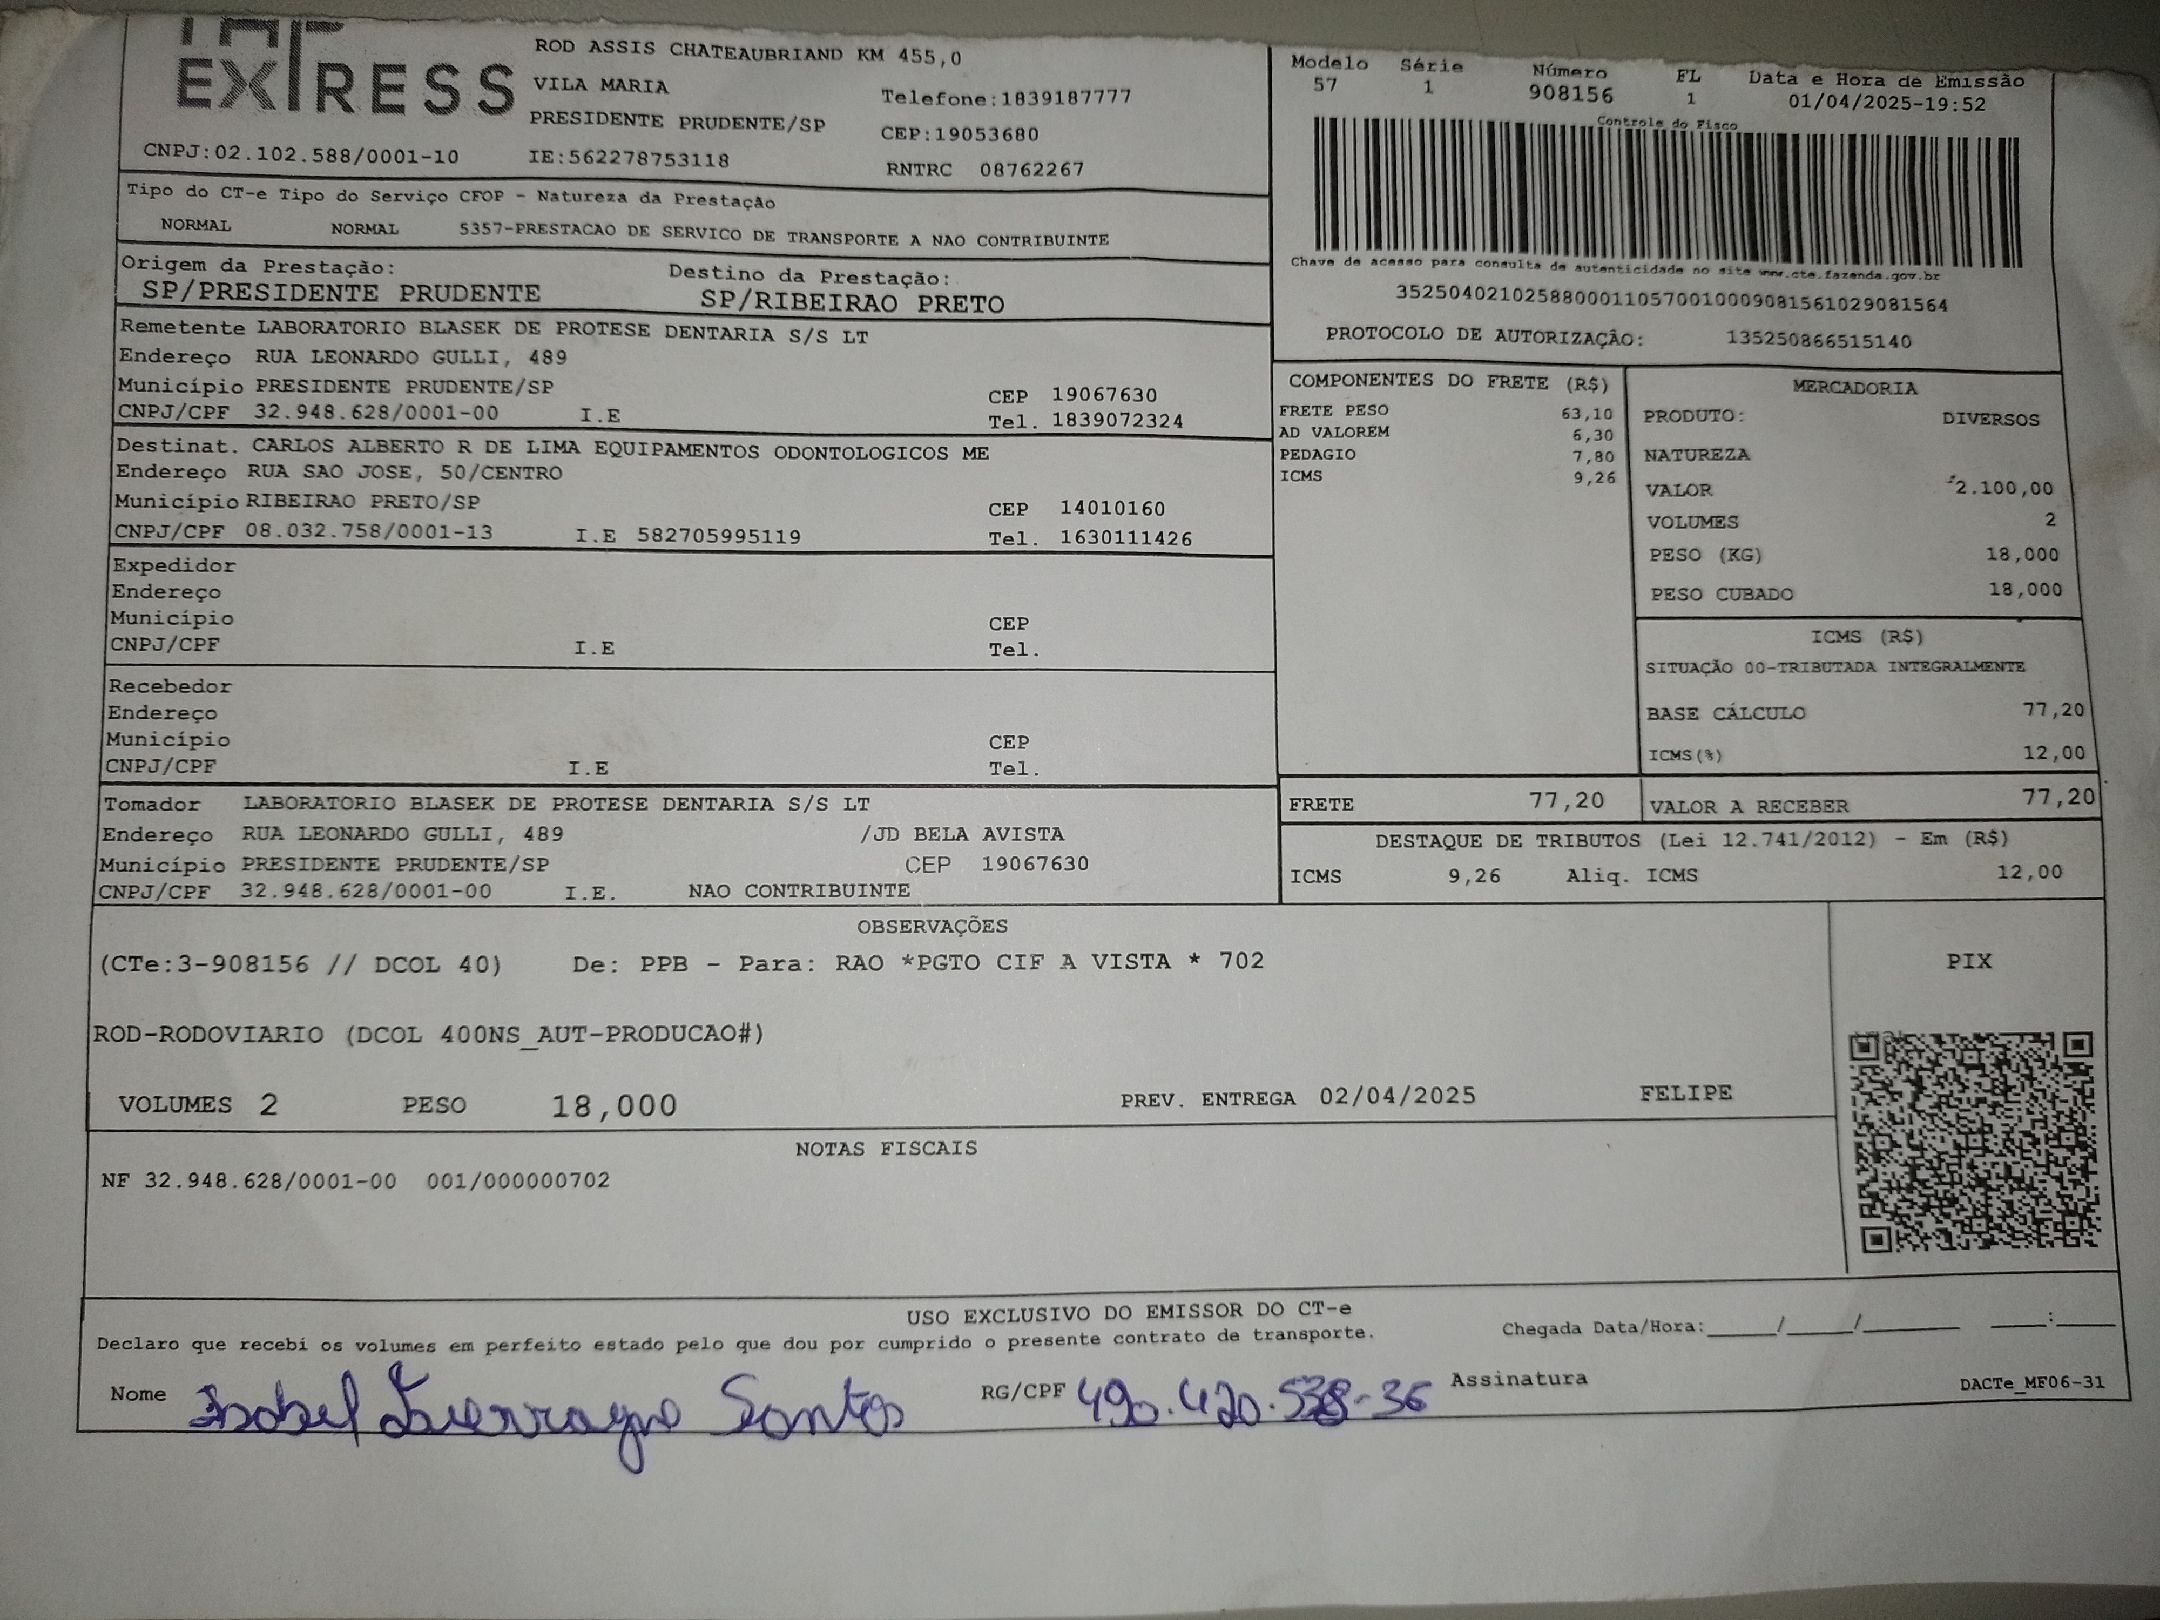 EXPRESS
ROD ASSIS CHATEAUBRIAND KM 455,0
VILA MARIA
Telefone:1839187777
PRESIDENTE PRUDENTE/SP
CEP:19053680
CNPJ:02.102.588/0001-10 IE:562278753118
RNTRC 08762267
Modelo Série Número FL Data e Hora de Emissão
57 1 908156 1 01/04/2025-19:52
Controle do Fisco
Chave de acesso para consulta de autenticidade no site www.cte.fazenda.gov.br
35250402102588000110570010009081561029081564
PROTOCOLO DE AUTORIZAÇÃO: 135250866515140
Tipo do CT-e Tipo do Serviço CFOP - Natureza da Prestação
NORMAL NORMAL 5357-PRESTACAO DE SERVICO DE TRANSPORTE A NAO CONTRIBUINTE
Origem da Prestação: Destino da Prestação:
SP/PRESIDENTE PRUDENTE SP/RIBEIRAO PRETO
Remetente LABORATORIO BLASEK DE PROTESE DENTARIA S/S LT
Endereço RUA LEONARDO GULLI, 489
Município PRESIDENTE PRUDENTE/SP CEP 19067630
CNPJ/CPF 32.948.628/0001-00 I.E Tel. 1839072324
Destinat. CARLOS ALBERTO R DE LIMA EQUIPAMENTOS ODONTOLOGICOS ME
Endereço RUA SAO JOSE, 50/CENTRO
Município RIBEIRAO PRETO/SP CEP 14010160
CNPJ/CPF 08.032.758/0001-13 I.E 582705995119 Tel. 1630111426
Expedidor
Endereço
Município CEP
CNPJ/CPF I.E Tel.
Recebedor
Endereço
Município CEP
CNPJ/CPF I.E Tel.
Tomador LABORATORIO BLASEK DE PROTESE DENTARIA S/S LT
Endereço RUA LEONARDO GULLI, 489 /JD BELA AVISTA
Município PRESIDENTE PRUDENTE/SP CEP 19067630
CNPJ/CPF 32.948.628/0001-00 I.E. NAO CONTRIBUINTE
COMPONENTES DO FRETE (R$)
FRETE PESO 63,10
AD VALOREM 6,30
PEDAGIO 7,80
ICMS 9,26
MERCADORIA
PRODUTO: DIVERSOS
NATUREZA
VALOR 2.100,00
VOLUMES 2
PESO (KG) 18,000
PESO CUBADO 18,000
ICMS (R$)
SITUAÇÃO 00-TRIBUTADA INTEGRALMENTE
BASE CÁLCULO 77,20
ICMS(%) 12,00
FRETE 77,20 VALOR A RECEBER 77,20
DESTAQUE DE TRIBUTOS (Lei 12.741/2012) - Em (R$)
ICMS 9,26 Aliq. ICMS 12,00
OBSERVAÇÕES
(CTe:3-908156 // DCOL 40) De: PPB - Para: RAO *PGTO CIF A VISTA * 702
PIX
ROD-RODOVIARIO (DCOL 400NS_AUT-PRODUCAO#)
VOLUMES 2 PESO 18,000 PREV. ENTREGA 02/04/2025 FELIPE
NOTAS FISCAIS
NF 32.948.628/0001-00 001/000000702
USO EXCLUSIVO DO EMISSOR DO CT-e
Declaro que recebi os volumes em perfeito estado pelo que dou por cumprido o presente contrato de transporte.
Chegada Data/Hora:_____/_____/_______ ____:____
Nome Isabel Santos RG/CPF 490.420.538-36 Assinatura
DACTe_MF06-31